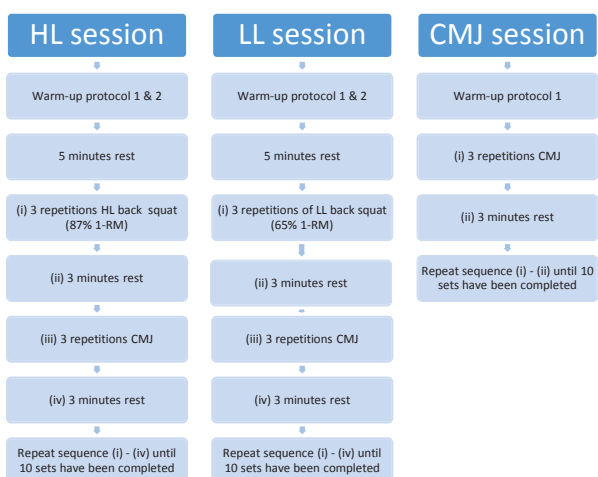 HL session
Warm-up protocol 1 & 2
5 minutes rest
(i) 3 repetitions HL back squat
(87% 1-RM)
(ii) 3 minutes rest
(iii) 3 repetitions CMJ
(iv) 3 minutes rest
Repeat sequence (i) - (iv) until
10 sets have been completed
LL session
Warm-up protocol 1 & 2
5 minutes rest
(i) 3 repetitions of LL back squat
(65% 1-RM)
(ii) 3 minutes rest
(iii) 3 repetitions CMJ
(iv) 3 minutes rest
Repeat sequence (i) - (iv) until
10 sets have been completed
CMJ session
Warm-up protocol 1
(i) 3 repetitions CMJ
(ii) 3 minutes rest
Repeat sequence (i) - (ii) until 10
sets have been completed